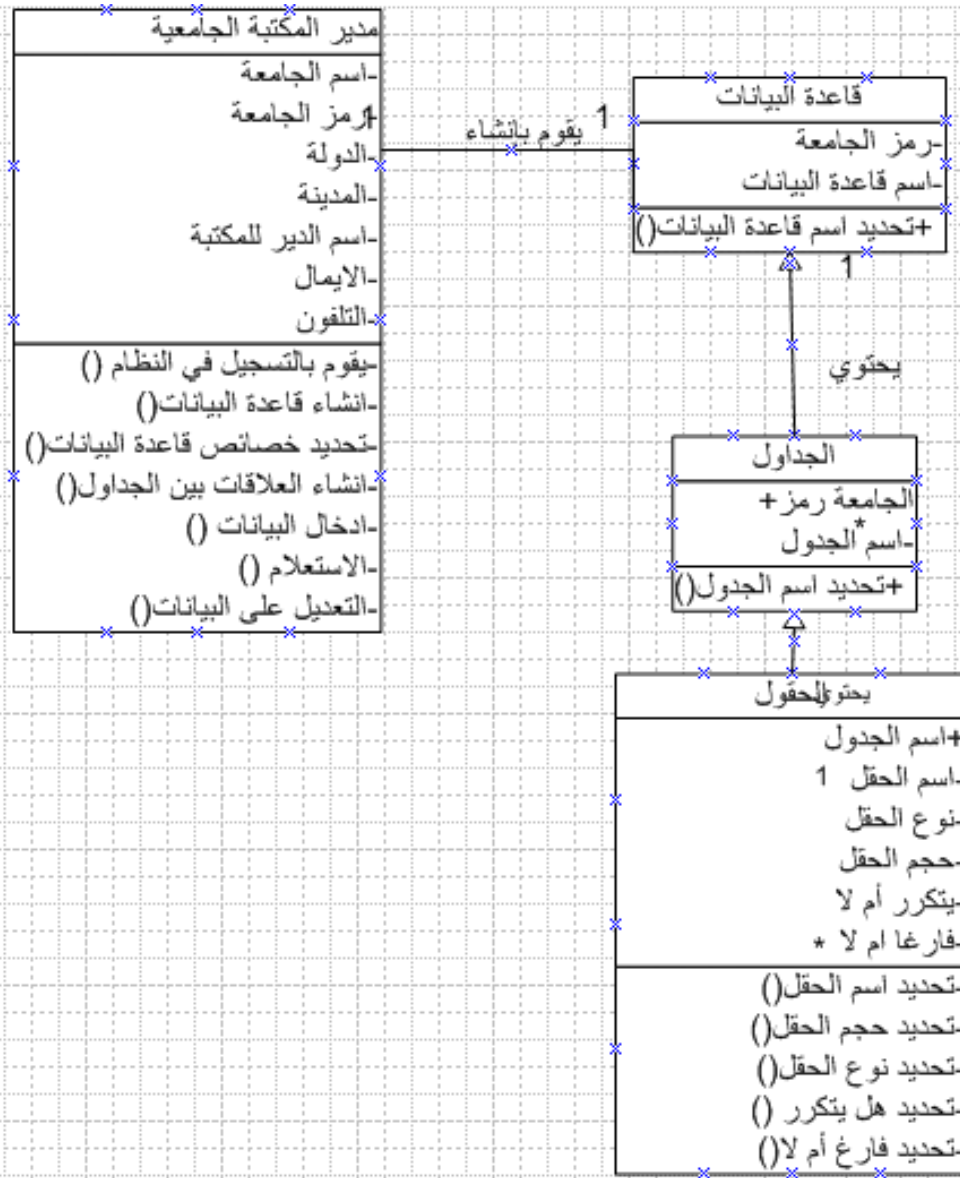 مدير المكتبة الجامعية
-اسم الجامعة
+رمز الجامعة
1
-الدولة
-المدينة
-اسم الدير للمكتبة
-الايمال
-التلفون
-يقوم بالتسجيل في النظام ()
-انشاء قاعدة البيانات()
-تحديد خصائص قاعدة البيانات()
-انشاء العلاقات بين الجداول()
-ادخال البيانات ()
-الاستعلام ()
-التعديل على البيانات()
يقوم بانشاء
1
قاعدة البيانات
-رمز الجامعة
-اسم قاعدة البيانات
+تحديد اسم قاعدة البيانات()
1
يحتوي
الجداول
الجامعة رمز+
*
-اسم الجدول
+تحديد اسم الجدول()
يحتوي
الحقول
+اسم الجدول
-اسم الحقل
1
-نوع الحقل
-حجم الحقل
-يتكرر أم لا
-فارغا ام لا
*
-تحديد اسم الحقل()
-تحديد حجم الحقل()
-تحديد نوع الحقل()
-تحديد هل يتكرر ()
-تحديد فارغ أم لا()